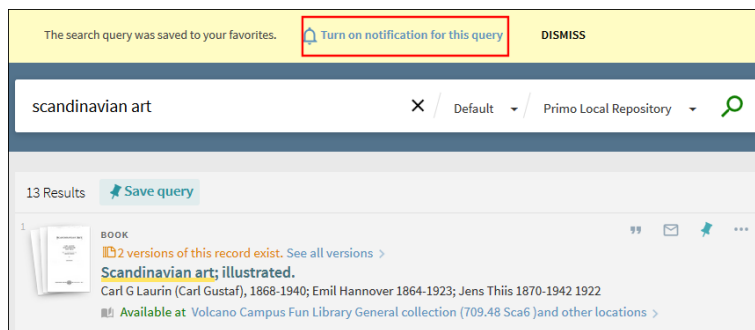 The search query was saved to your favorites. Turn on notification for this query DISMISS
scandinavian art Default Primo Local Repository
13 Results Save query
1
BOOK
2 versions of this record exist. See all versions >
Scandinavian art; illustrated.
Carl G Laurin (Carl Gustaf), 1868-1940; Emil Hannover 1864-1923; Jens Thiis 1870-1942 1922
Available at Volcano Campus Fun Library General collection (709.48 Sca6 )and other locations >